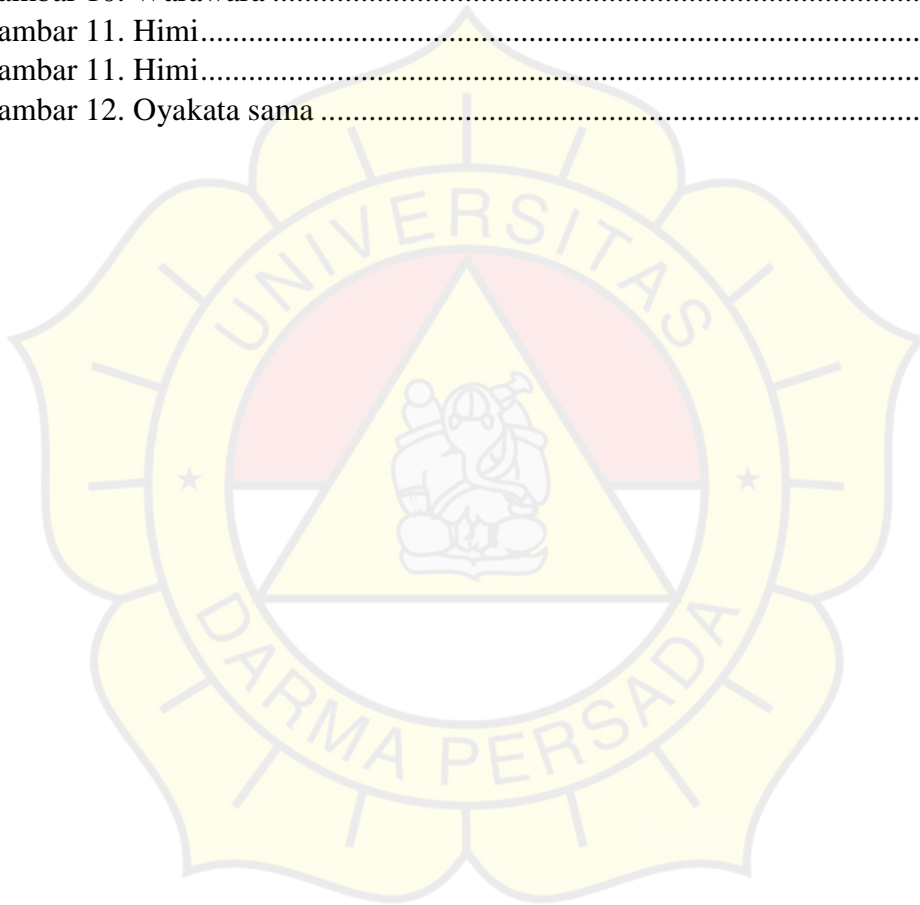 ambar 11. Himi..........................................................................................
ambar 11. Himi..........................................................................................
ambar 12. Oyakata sama ...........................................................................
UNIVERSITAS
DARMA PERSADA